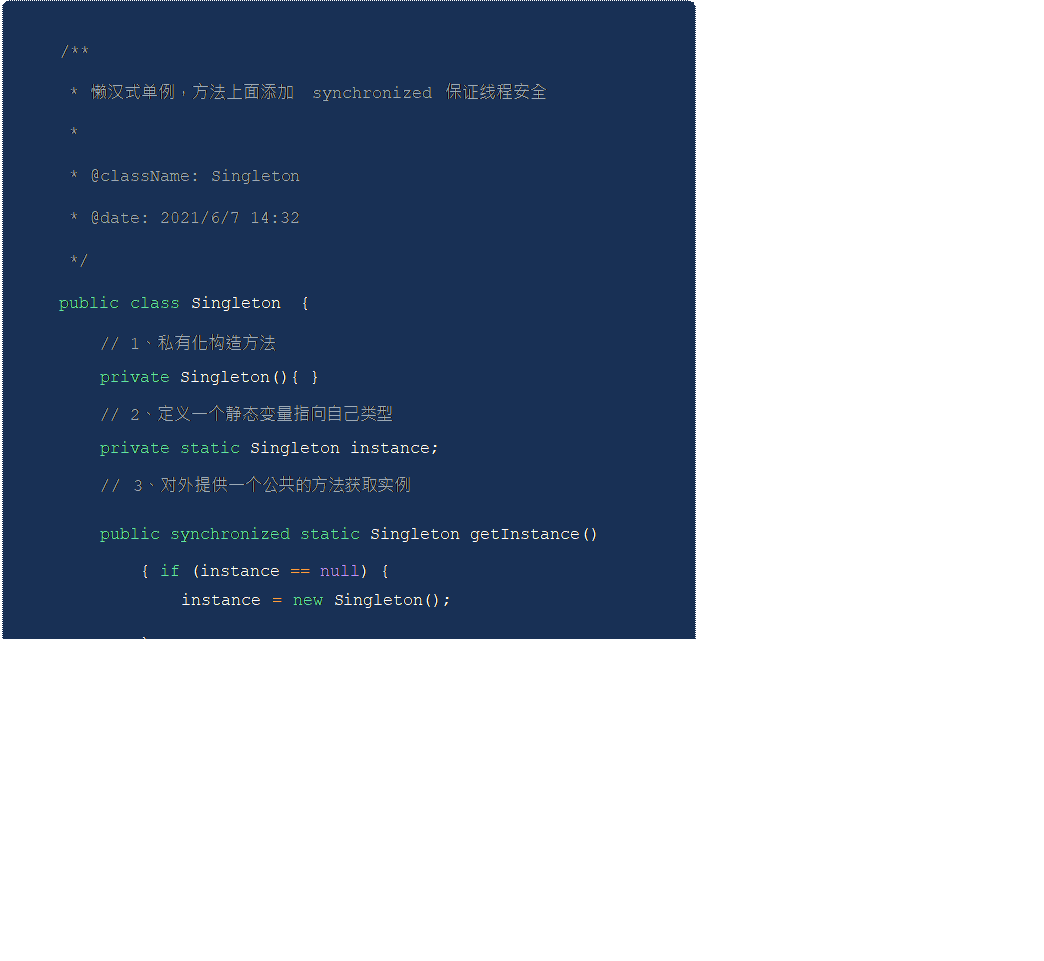 /**
* 懒汉式单例，方法上面添加 synchronized 保证线程安全
*
* @className: Singleton
* @date: 2021/6/7 14:32
*/
public class Singleton {
// 1、私有化构造方法
private Singleton(){ }
// 2、定义一个静态变量指向自己类型
private static Singleton instance;
// 3、对外提供一个公共的方法获取实例
public synchronized static Singleton getInstance()
{ if (instance == null) {
instance = new Singleton();